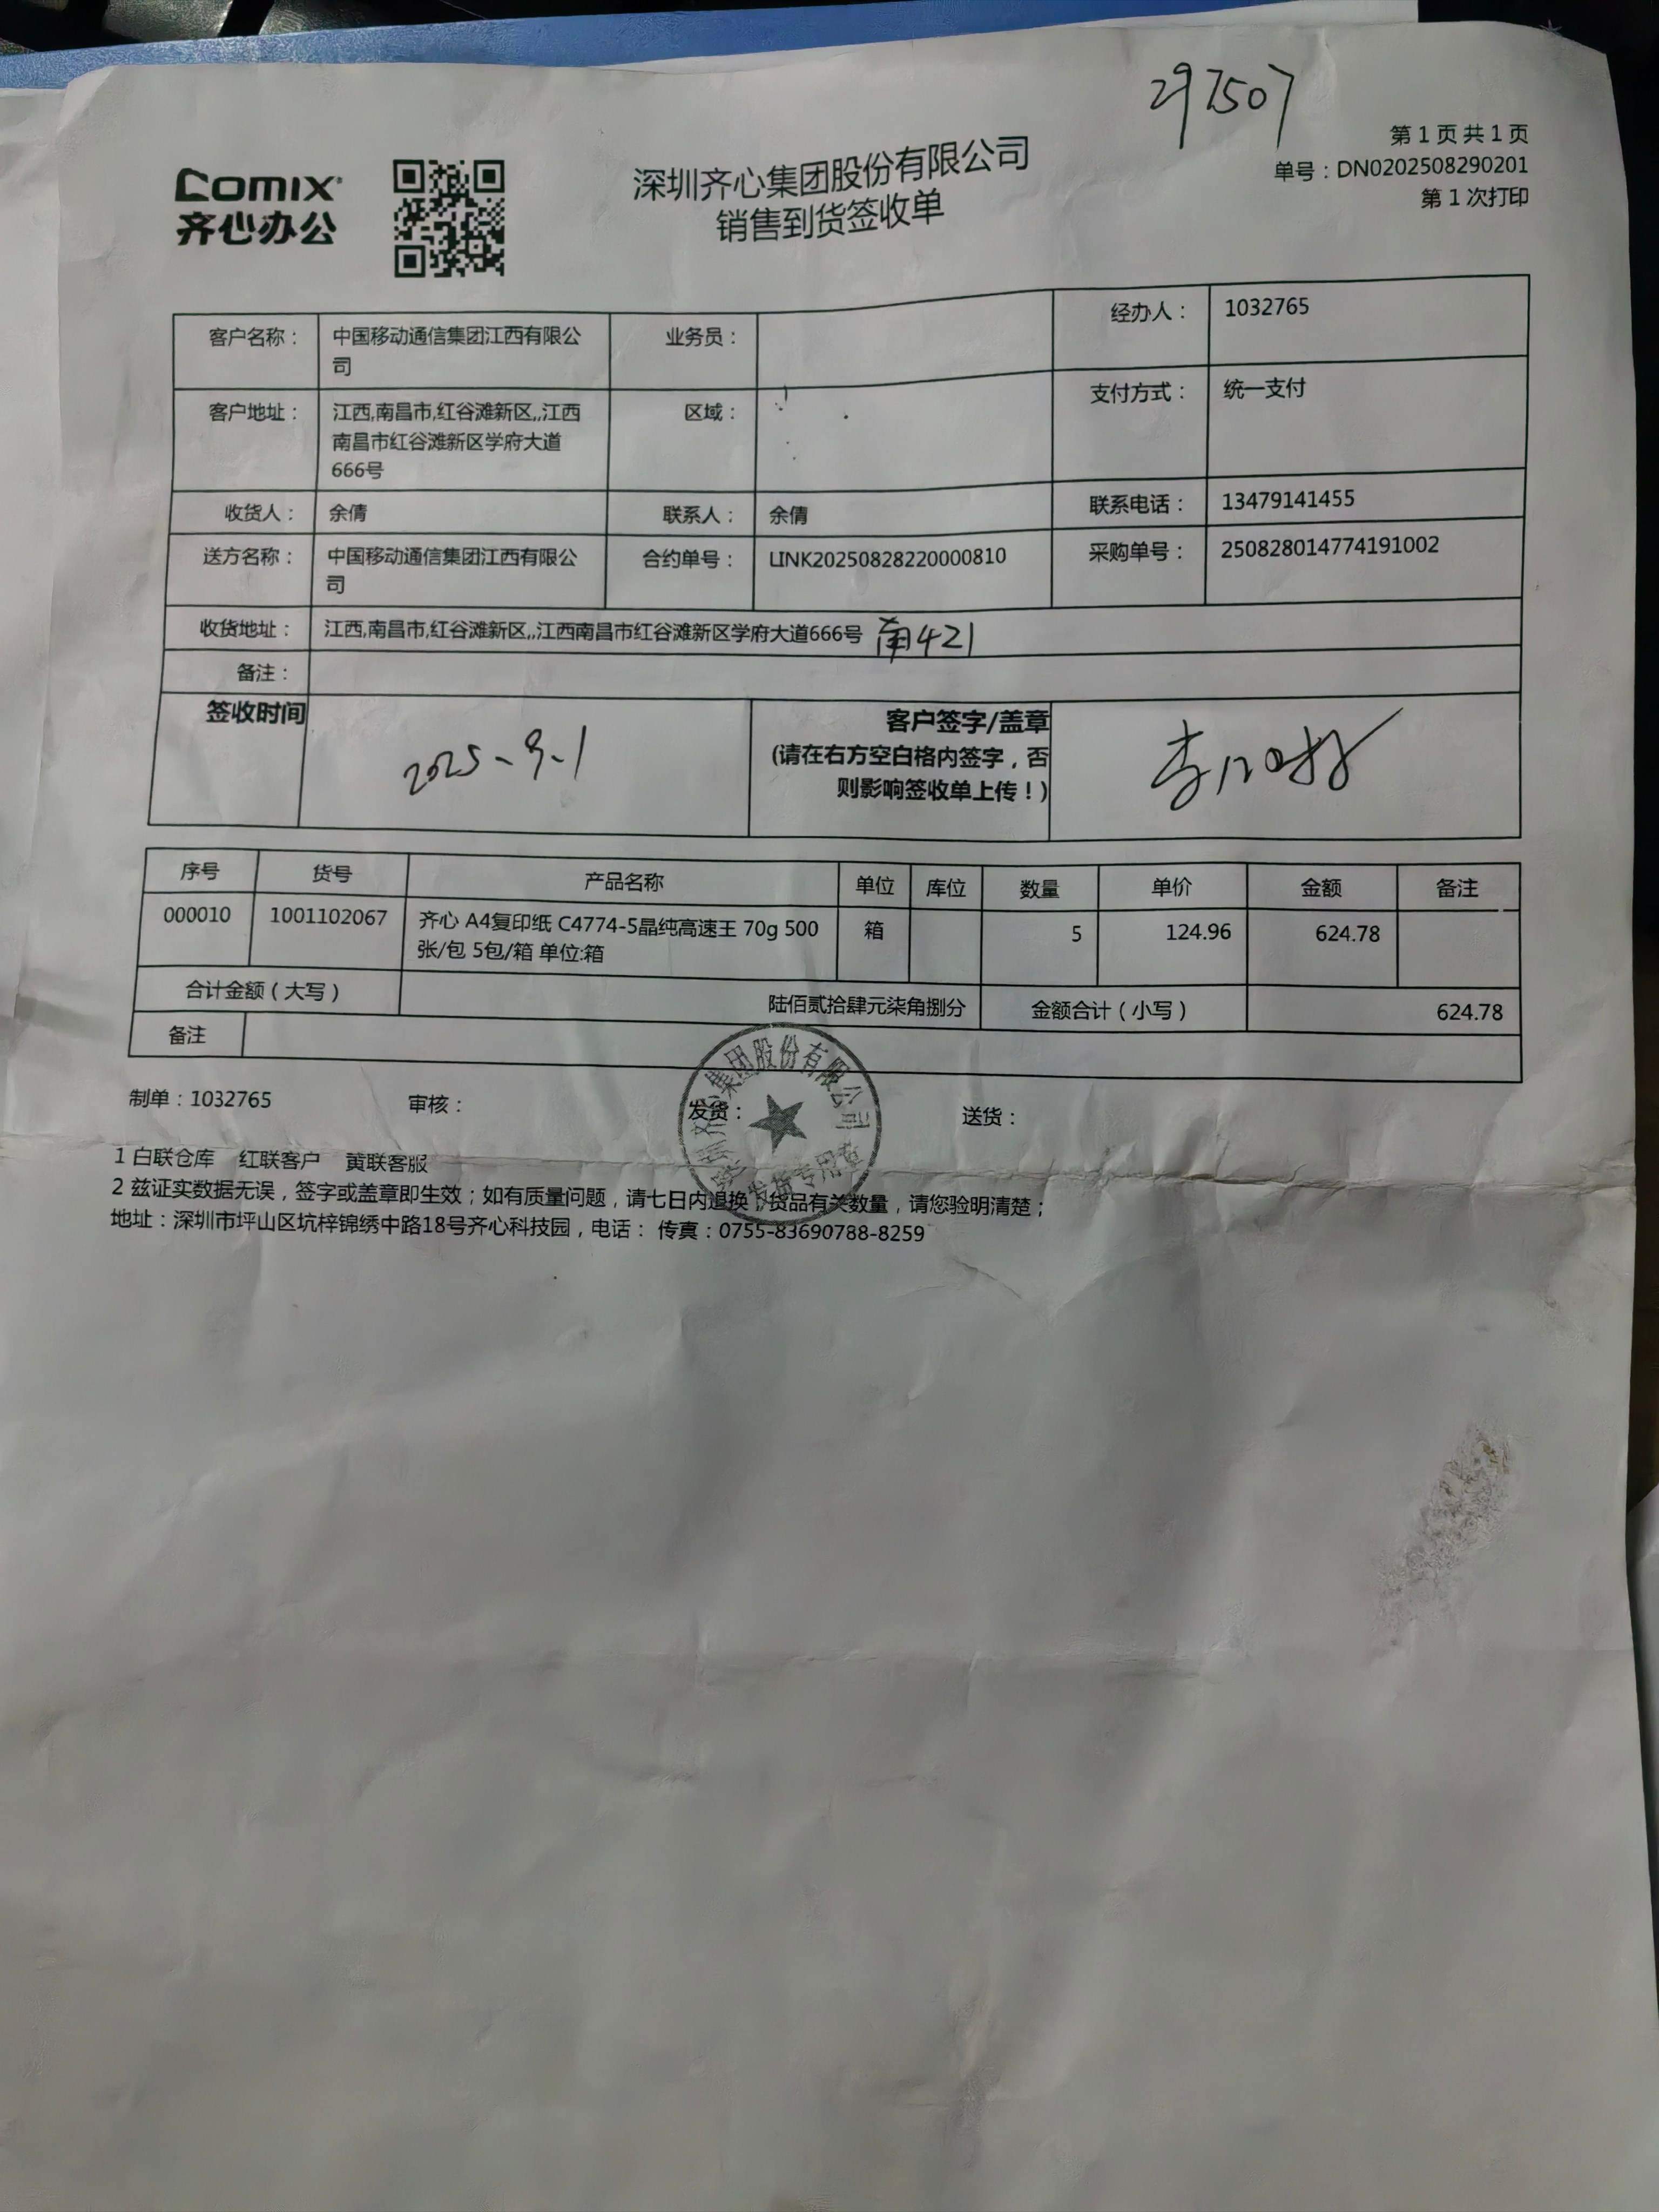 297507
第 1 页 共 1 页
单号：DN0202508290201
第 1 次打印
Comix
齐心办公
深圳齐心集团股份有限公司
销售到货签收单
客户名称： 中国移动通信集团江西有限公司 业务员： 经办人： 1032765
客户地址： 江西,南昌市,红谷滩新区,,江西南昌市红谷滩新区学府大道666号 区域： 支付方式： 统一支付
收货人： 余倩 联系人： 余倩 联系电话： 13479141455
送方名称： 中国移动通信集团江西有限公司 合约单号： LINK20250828220000810 采购单号： 250828014774191002
收货地址： 江西,南昌市,红谷滩新区,,江西南昌市红谷滩新区学府大道666号 南421
备注：
签收时间 2025-9-1 客户签字/盖章
(请在右方空白格内签字，否
则影响签收单上传！)
序号 货号 产品名称 单位 库位 数量 单价 金额 备注
000010 1001102067 齐心 A4复印纸 C4774-5晶纯高速王 70g 500张/包 5包/箱 单位:箱 箱 5 124.96 624.78
合计金额（大写） 陆佰贰拾肆元柒角捌分 金额合计（小写） 624.78
备注
制单：1032765 审核： 发货： 送货：
深圳齐心集团股份有限公司
发货专用章
1 白联仓库 红联客户 黄联客服
2 兹证实数据无误，签字或盖章即生效；如有质量问题，请七日内退换，货品有关数量，请您验明清楚；
地址：深圳市坪山区坑梓锦绣中路18号齐心科技园，电话： 传真：0755-83690788-8259